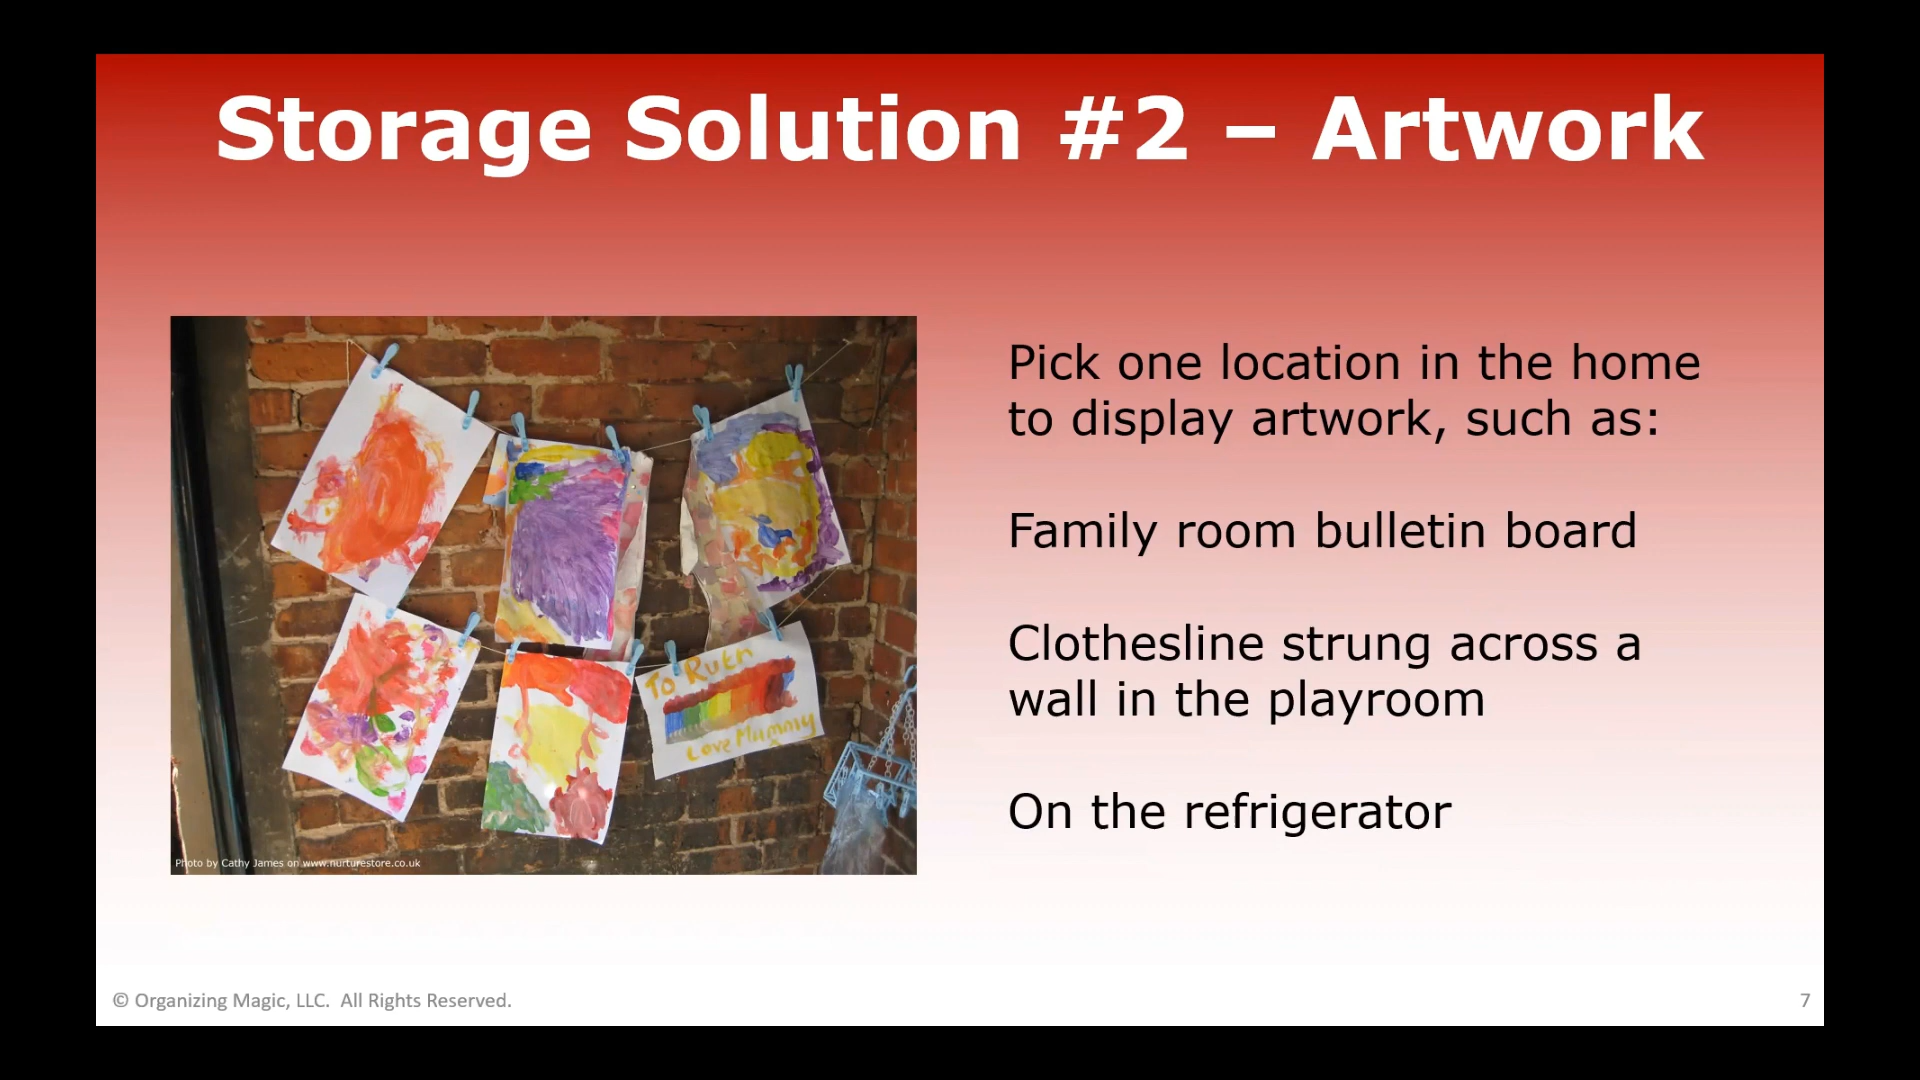 Storage Solution #2 – Artwork
To Ruth
Love Mummy
Photo by Cathy James on www.nurturestore.co.uk
Pick one location in the home
to display artwork, such as:
Family room bulletin board
Clothesline strung across a
wall in the playroom
On the refrigerator
© Organizing Magic, LLC.  All Rights Reserved.
7